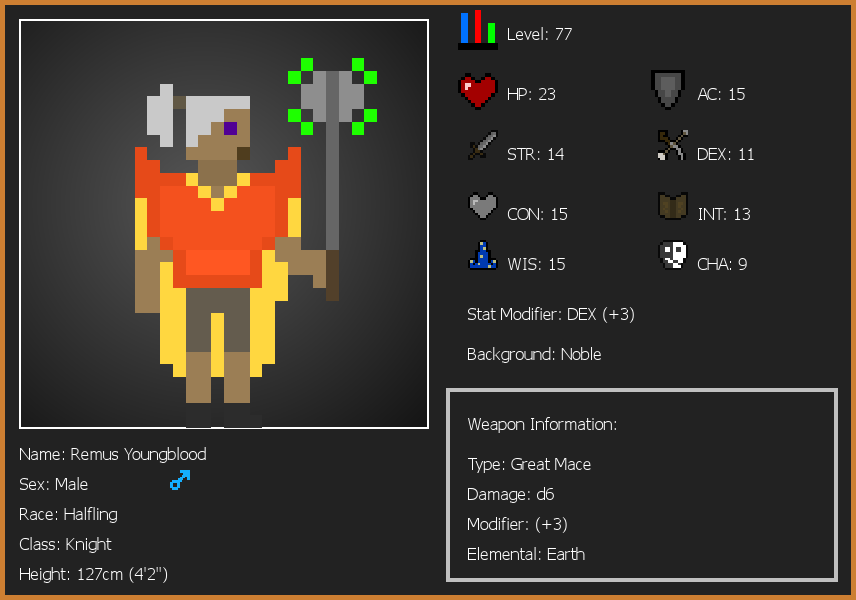 Level: 77
HP: 23
AC: 15
STR: 14
DEX: 11
CON: 15
INT: 13
WIS: 15
CHA: 9
Stat Modifier: DEX (+3)
Background: Noble
Weapon Information:
Type: Great Mace
Damage: d6
Modifier: (+3)
Elemental: Earth
Name: Remus Youngblood
Sex: Male
Race: Halfling
Class: Knight
Height: 127cm (4'2")